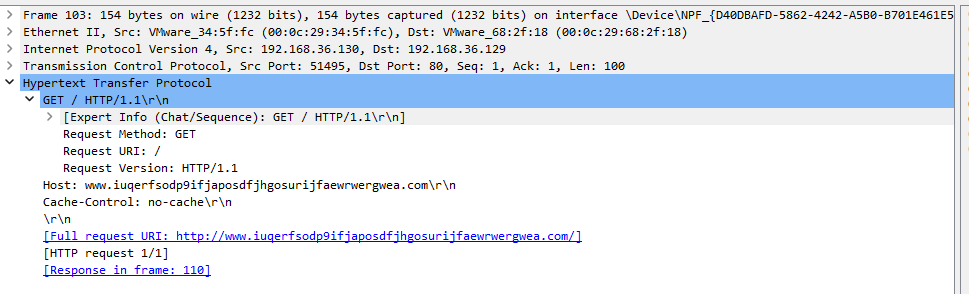 Frame 103: 154 bytes on wire (1232 bits), 154 bytes captured (1232 bits) on interface \Device\NPF_{D40DBAFD-5862-4242-A5B0-B701E461E5
Ethernet II, Src: VMware_34:5f:fc (00:0c:29:34:5f:fc), Dst: VMware_68:2f:18 (00:0c:29:68:2f:18)
Internet Protocol Version 4, Src: 192.168.36.130, Dst: 192.168.36.129
Transmission Control Protocol, Src Port: 51495, Dst Port: 80, Seq: 1, Ack: 1, Len: 100
Hypertext Transfer Protocol
GET / HTTP/1.1\r\n
[Expert Info (Chat/Sequence): GET / HTTP/1.1\r\n]
Request Method: GET
Request URI: /
Request Version: HTTP/1.1
Host: www.iuqerfsodp9ifjaposdfjhgosurijfaewrwergwea.com\r\n
Cache-Control: no-cache\r\n
\r\n
[Full request URI: http://www.iuqerfsodp9ifjaposdfjhgosurijfaewrwergwea.com/]
[HTTP request 1/1]
[Response in frame: 110]